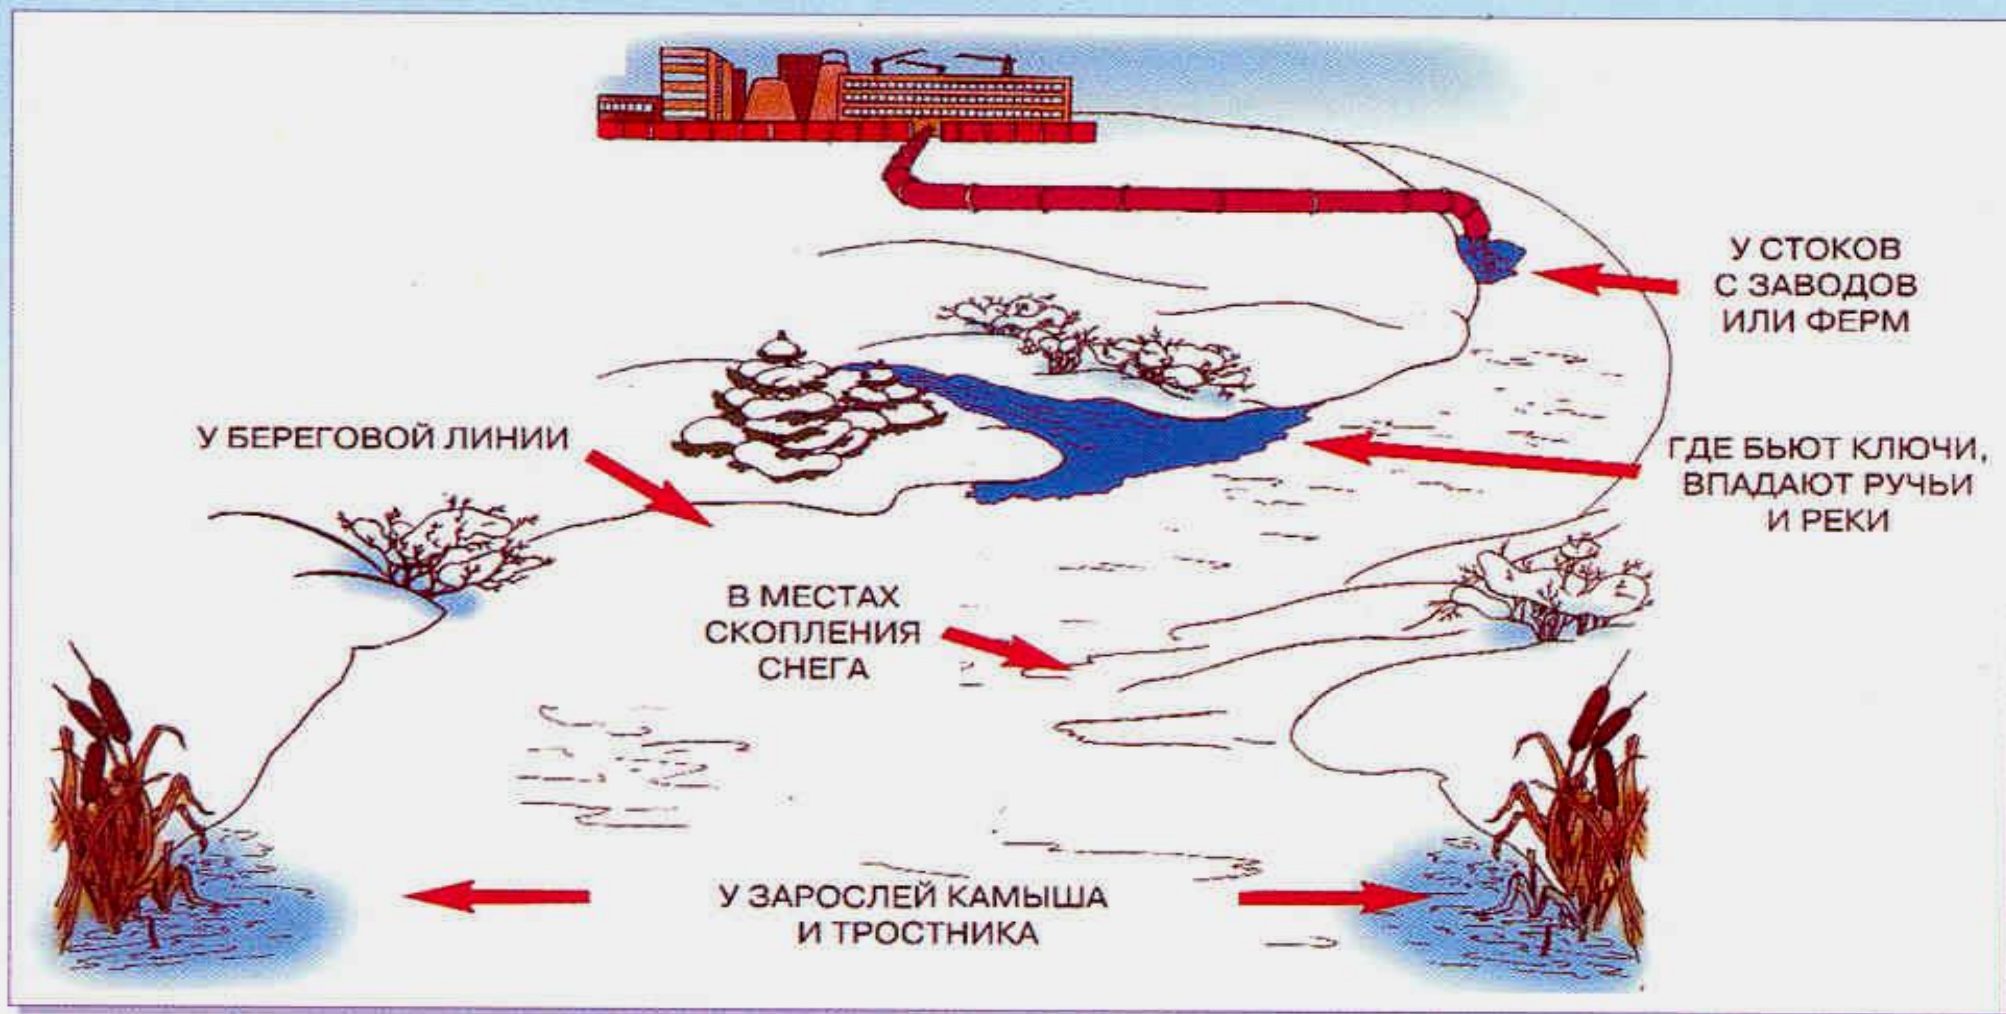 У СТОКОВ
С ЗАВОДОВ
ИЛИ ФЕРМ
У БЕРЕГОВОЙ ЛИНИИ
ГДЕ БЬЮТ КЛЮЧИ,
ВПАДАЮТ РУЧЬИ
И РЕКИ
В МЕСТАХ
СКОПЛЕНИЯ
СНЕГА
У ЗАРОСЛЕЙ КАМЫША
И ТРОСТНИКА